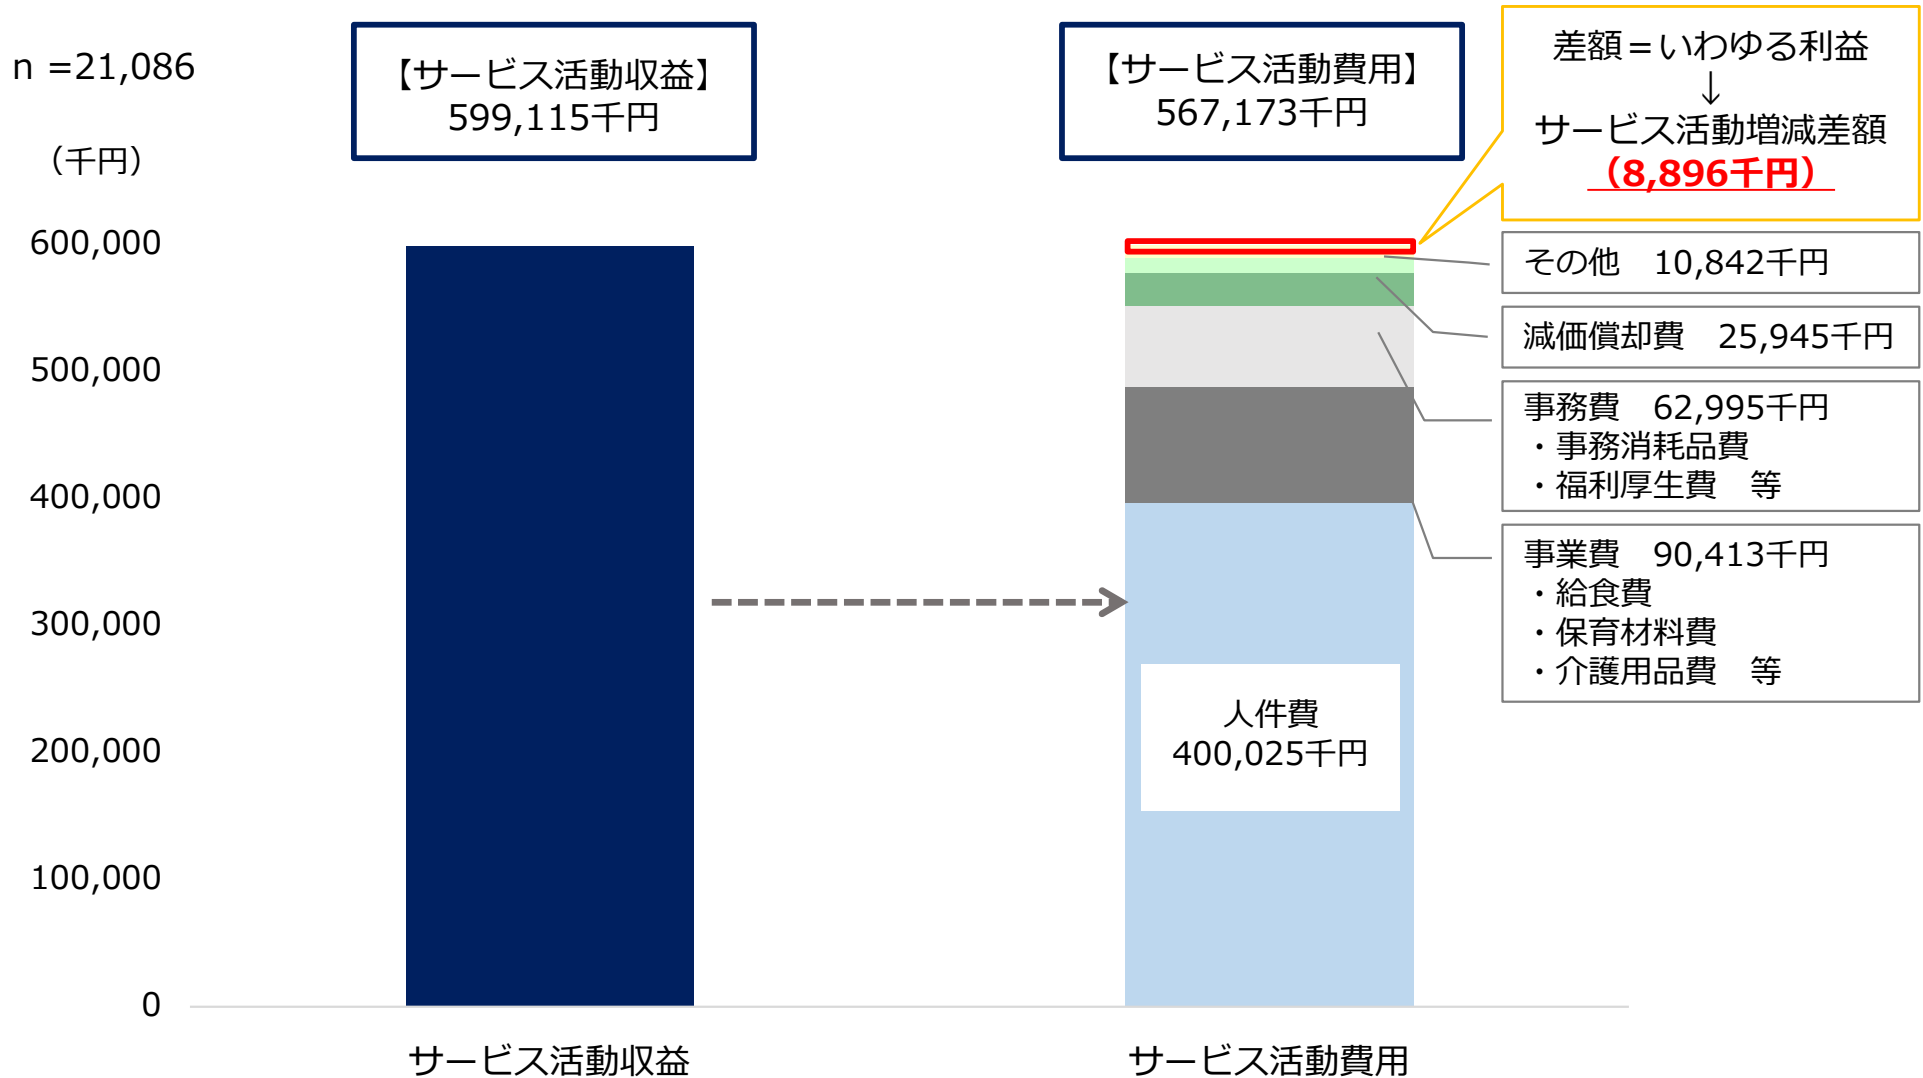 n =21,086
（千円）
【サービス活動収益】
599,115千円
【サービス活動費用】
567,173千円
差額＝いわゆる利益
↓
サービス活動増減差額
（8,896千円）
600,000
500,000
400,000
300,000
200,000
100,000
0
その他　10,842千円
減価償却費　25,945千円
事務費　62,995千円
・事務消耗品費
・福利厚生費　等
事業費　90,413千円
・給食費
・保育材料費
・介護用品費　等
人件費
400,025千円
サービス活動収益
サービス活動費用